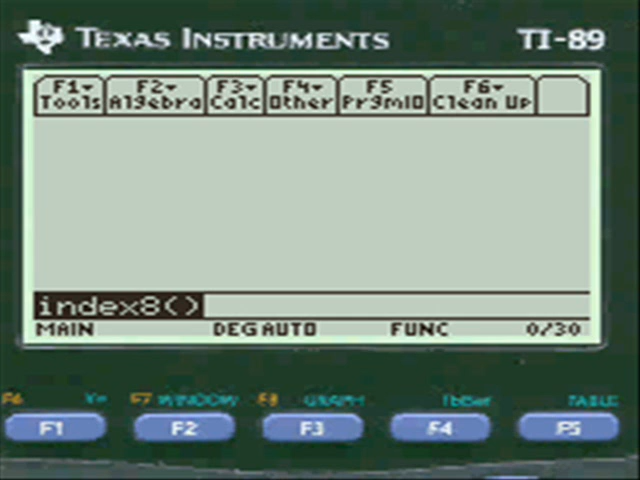 TEXAS INSTRUMENTS TI-89
F1 F2 F3 F4 F5 F6
Tools Algebra Calc Other PrgmIO Clean Up
index8()
MAIN DEG AUTO FUNC 0/30
F6 Y= F7 WINDOW F8 GRAPH TblSet TABLE
F1 F2 F3 F4 F5